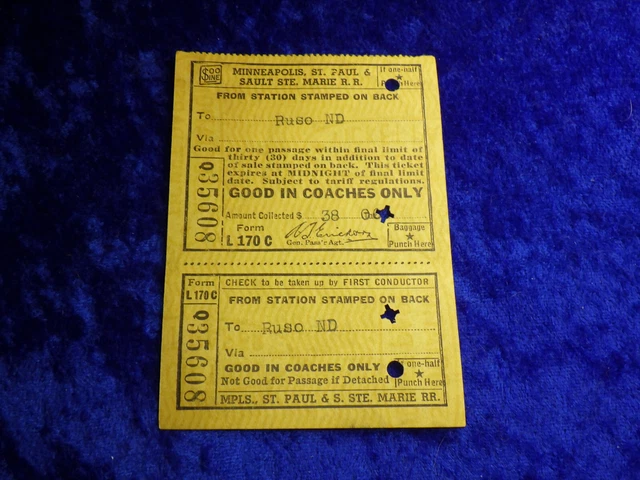 SOO LINE
MINNEAPOLIS, ST. PAUL &
SAULT STE. MARIE R. R.
If one-half
Punch Here
FROM STATION STAMPED ON BACK
To Ruso ND
Via
Good for one passage within final limit of
thirty (30) days in addition to date
of sale stamped on back. This ticket
expires at MIDNIGHT of final limit
date. Subject to tariff regulations.
GOOD IN COACHES ONLY
035608
Amount Collected $ 38
Form
L 170 C
Gen. Pass'r Agt.
Baggage
Punch Here
Form
L 170 C
CHECK to be taken up by FIRST CONDUCTOR
FROM STATION STAMPED ON BACK
To Ruso ND
Via
035608
GOOD IN COACHES ONLY
Not Good for Passage if Detached
If one-half
Punch Here
MPLS., ST. PAUL & S. STE. MARIE RR.